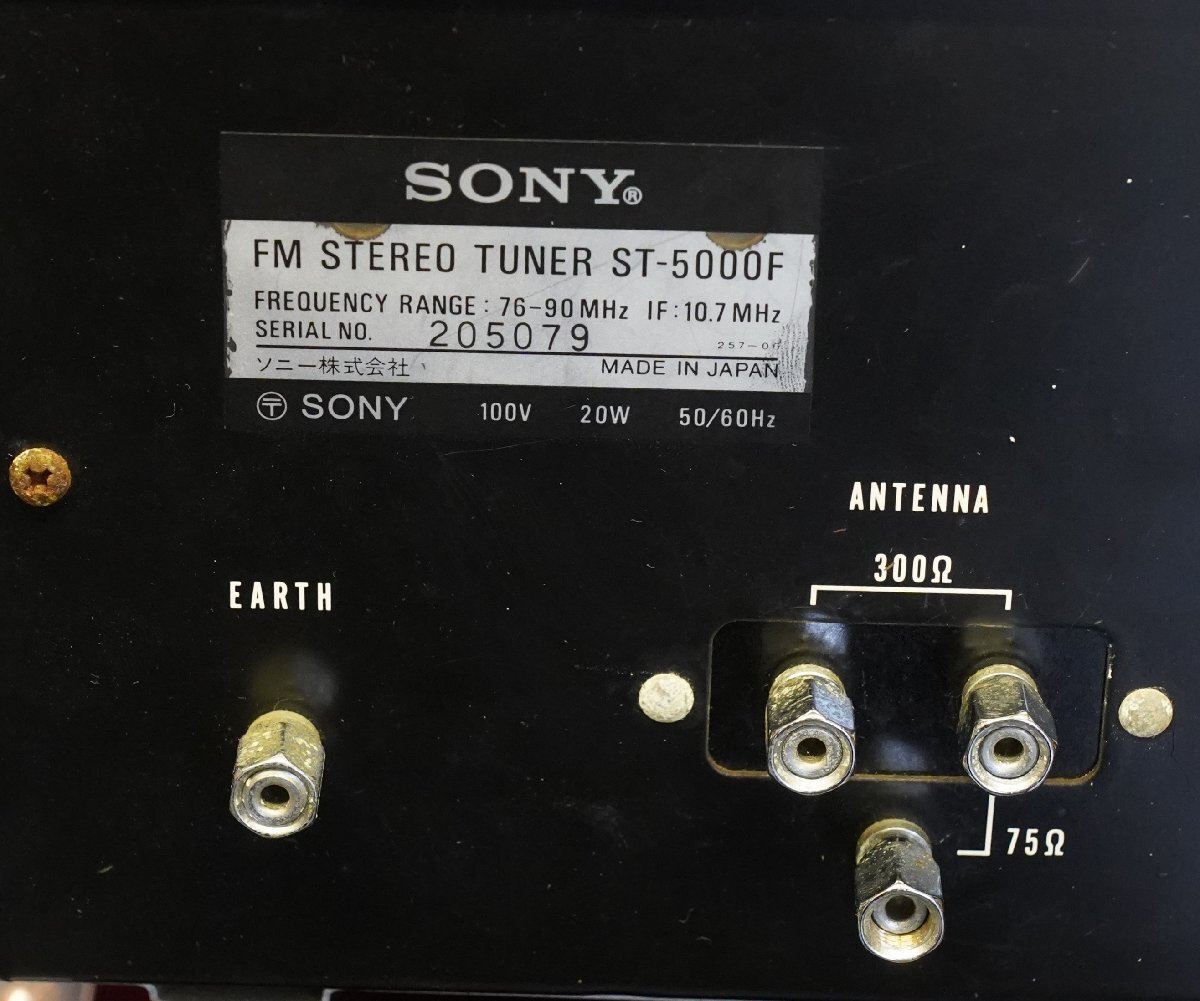 SONY®
FM STEREO TUNER ST-5000F
FREQUENCY RANGE : 76-90 MHz IF : 10.7 MHz
SERIAL NO. 205079
ソニー株式会社 MADE IN JAPAN
〶 SONY 100V 20W 50/60Hz
ANTENNA
300Ω
EARTH
75Ω